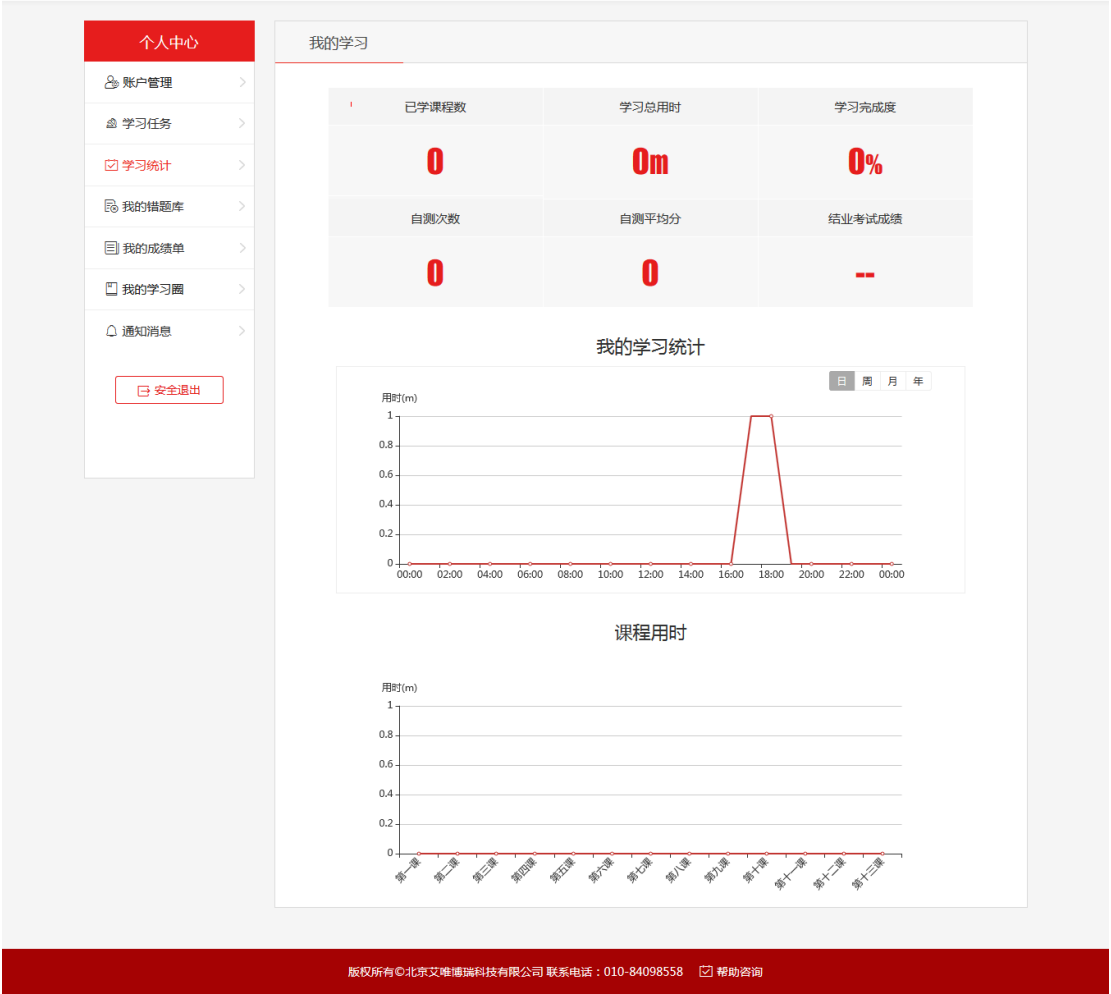 个人中心
账户管理
学习任务
学习统计
我的错题库
我的成绩单
我的学习圈
通知消息
安全退出
我的学习
已学课程数 学习总用时 学习完成度
0 0m 0%
自测次数 自测平均分 结业考试成绩
0 0 --
我的学习统计
日 周 月 年
用时(m)
1
0.8
0.6
0.4
0.2
0
00:00 02:00 04:00 06:00 08:00 10:00 12:00 14:00 16:00 18:00 20:00 22:00 00:00
课程用时
用时(m)
1
0.8
0.6
0.4
0.2
0
第一课 第二课 第三课 第四课 第五课 第六课 第七课 第八课 第九课 第十课 第十一课 第十二课 第十三课
版权所有©北京艾唯博瑞科技有限公司 联系电话：010-84098558 帮助咨询